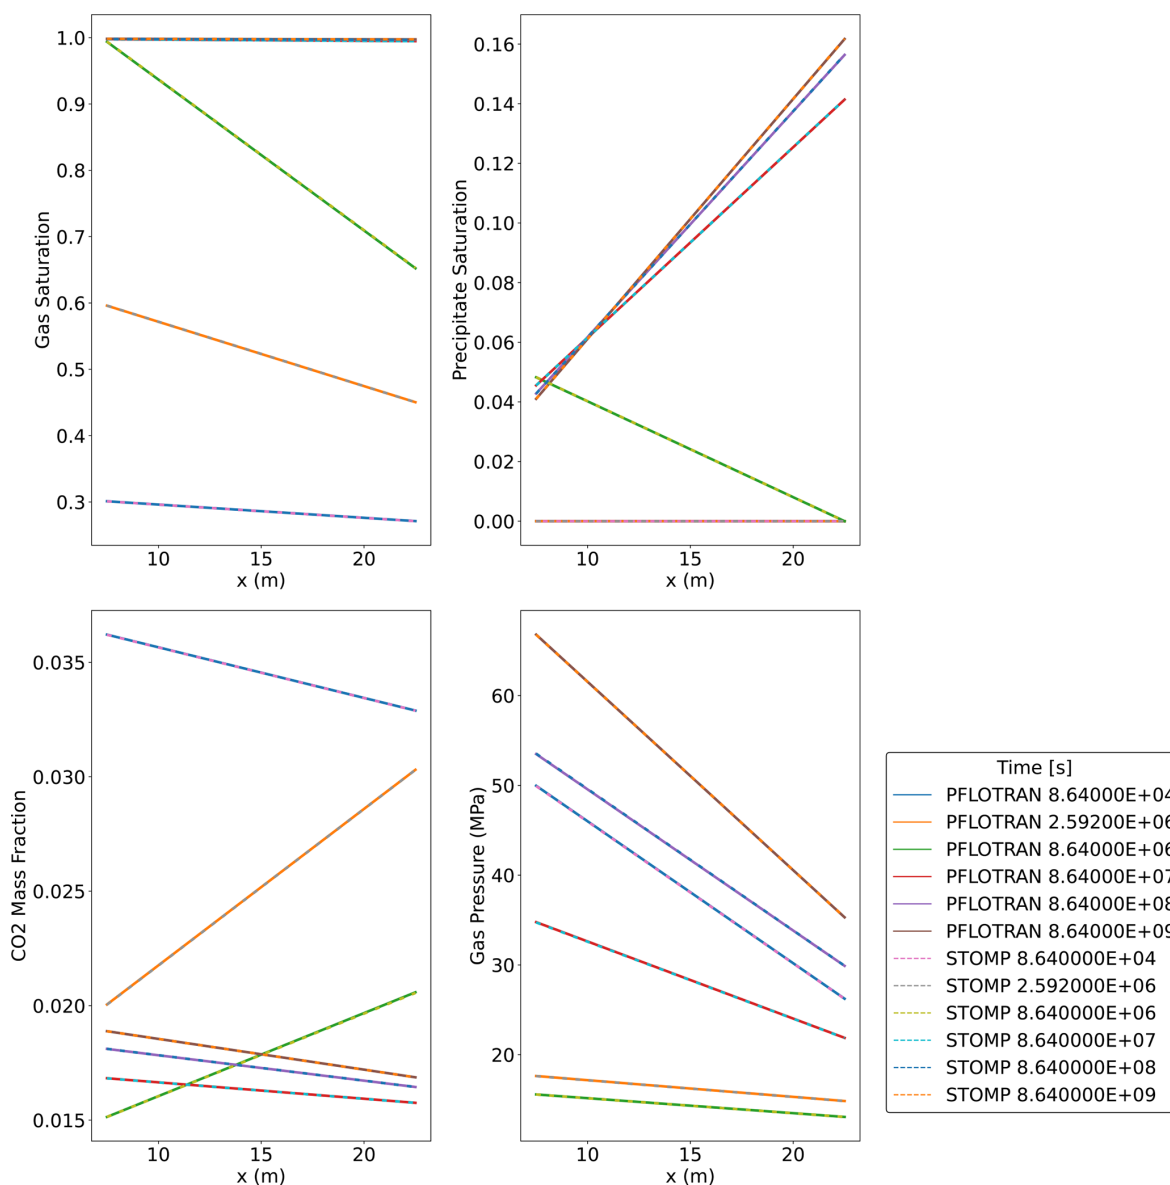 1.0
0.9
0.8
0.7
0.6
0.5
0.4
0.3
Gas Saturation
10 15 20
x (m)
0.16
0.14
0.12
0.10
0.08
0.06
0.04
0.02
0.00
Precipitate Saturation
10 15 20
x (m)
0.035
0.030
0.025
0.020
0.015
CO2 Mass Fraction
10 15 20
x (m)
60
50
40
30
20
Gas Pressure (MPa)
10 15 20
x (m)
Time [s]
PFLOTRAN 8.64000E+04
PFLOTRAN 2.59200E+06
PFLOTRAN 8.64000E+06
PFLOTRAN 8.64000E+07
PFLOTRAN 8.64000E+08
PFLOTRAN 8.64000E+09
STOMP 8.640000E+04
STOMP 2.592000E+06
STOMP 8.640000E+06
STOMP 8.640000E+07
STOMP 8.640000E+08
STOMP 8.640000E+09